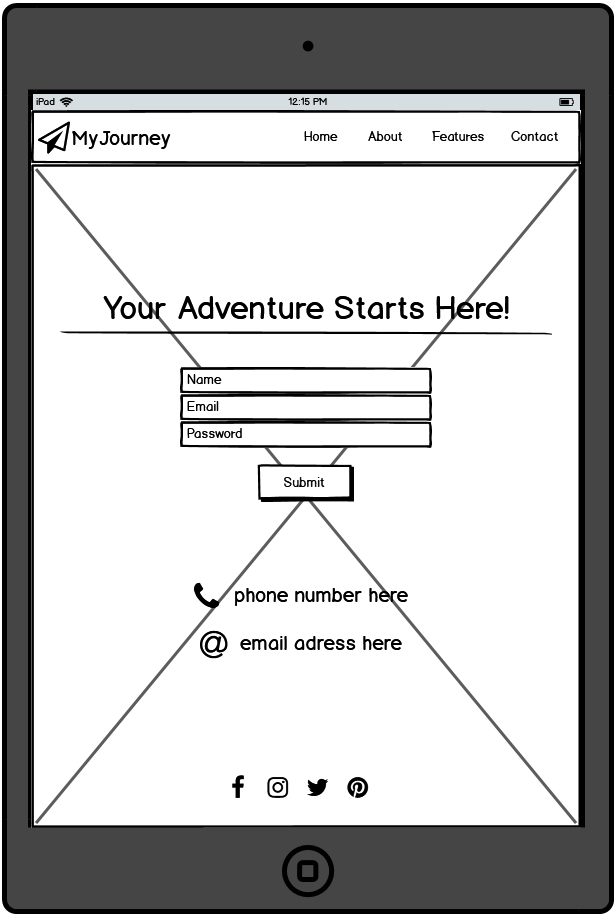 iPad 12:15 PM
MyJourney Home About Features Contact
Your Adventure Starts Here!
Name
Email
Password
Submit
phone number here
@ email adress here